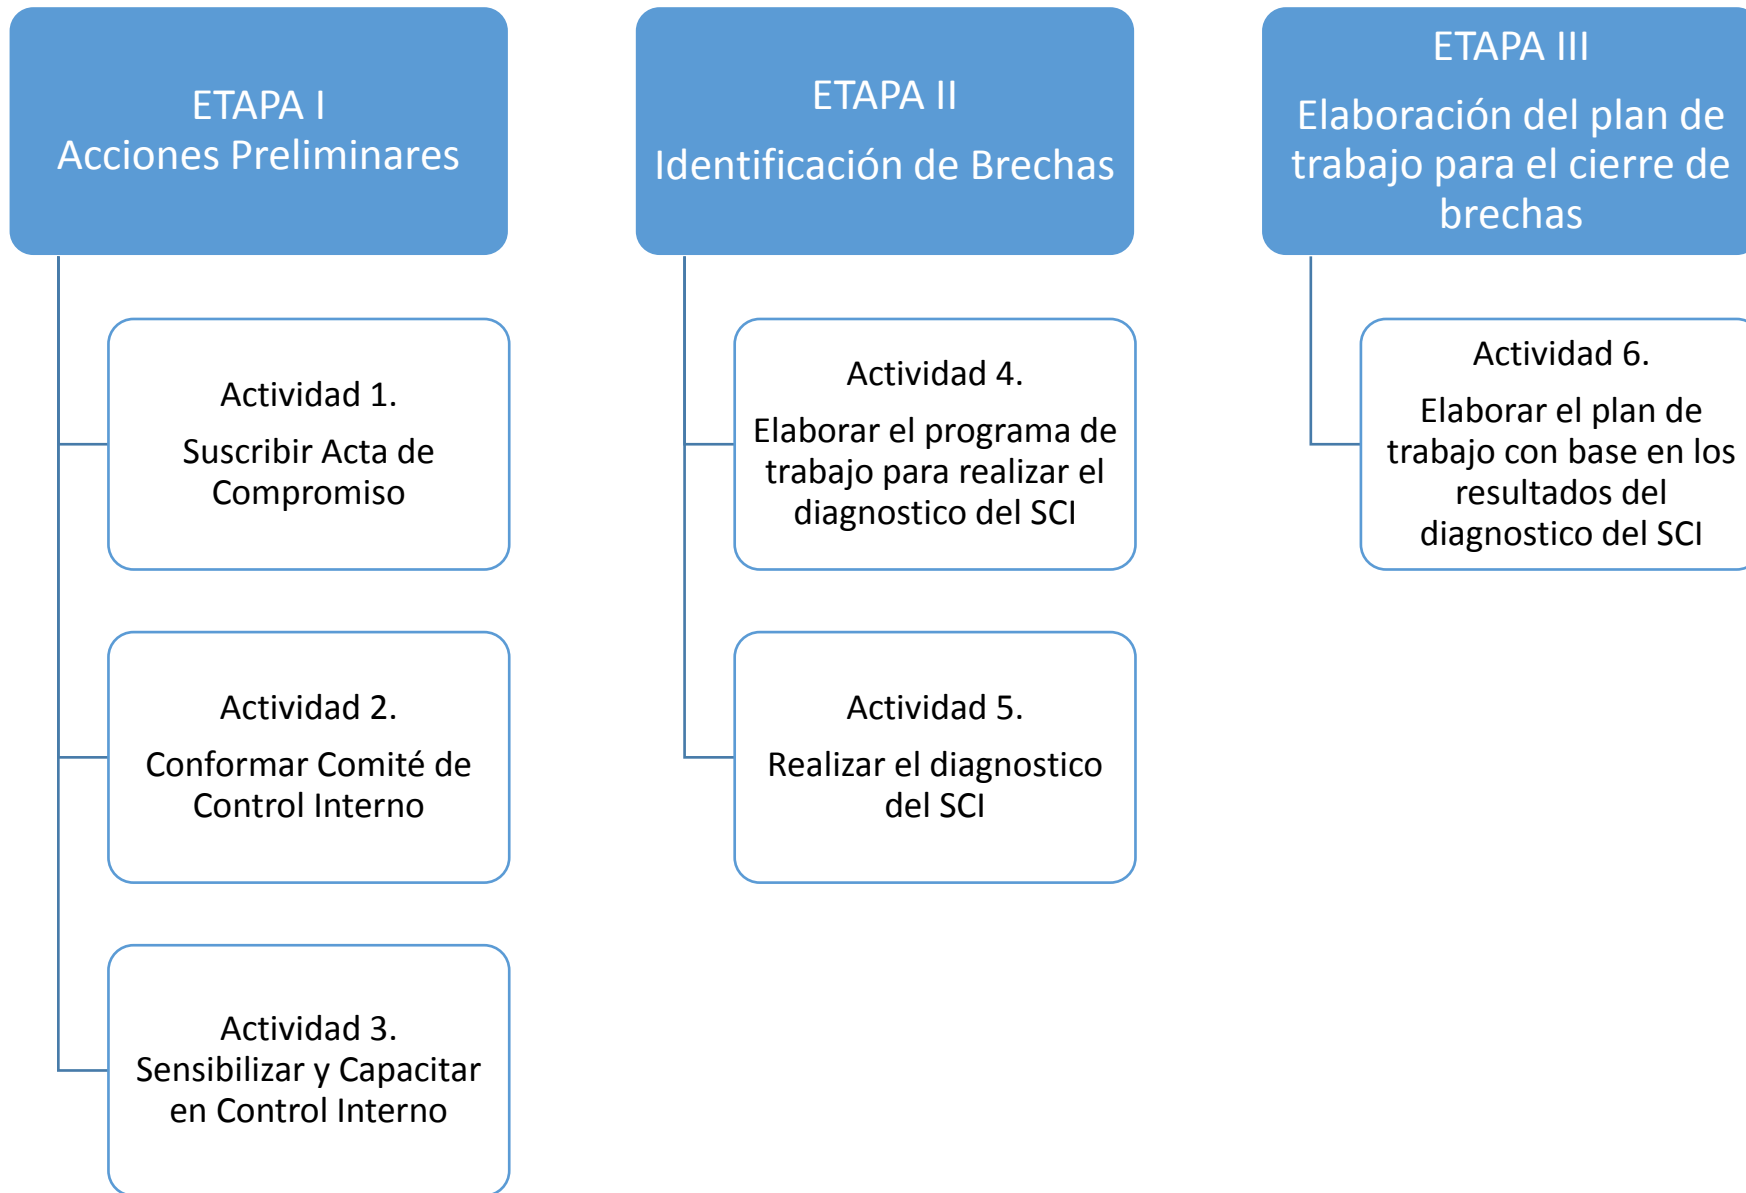 ETAPA I
Acciones Preliminares
Actividad 1.
Suscribir Acta de
Compromiso
Actividad 2.
Conformar Comité de
Control Interno
Actividad 3.
Sensibilizar y Capacitar
en Control Interno
ETAPA II
Identificación de Brechas
Actividad 4.
Elaborar el programa de
trabajo para realizar el
diagnostico del SCI
Actividad 5.
Realizar el diagnostico
del SCI
ETAPA III
Elaboración del plan de
trabajo para el cierre de
brechas
Actividad 6.
Elaborar el plan de
trabajo con base en los
resultados del
diagnostico del SCI